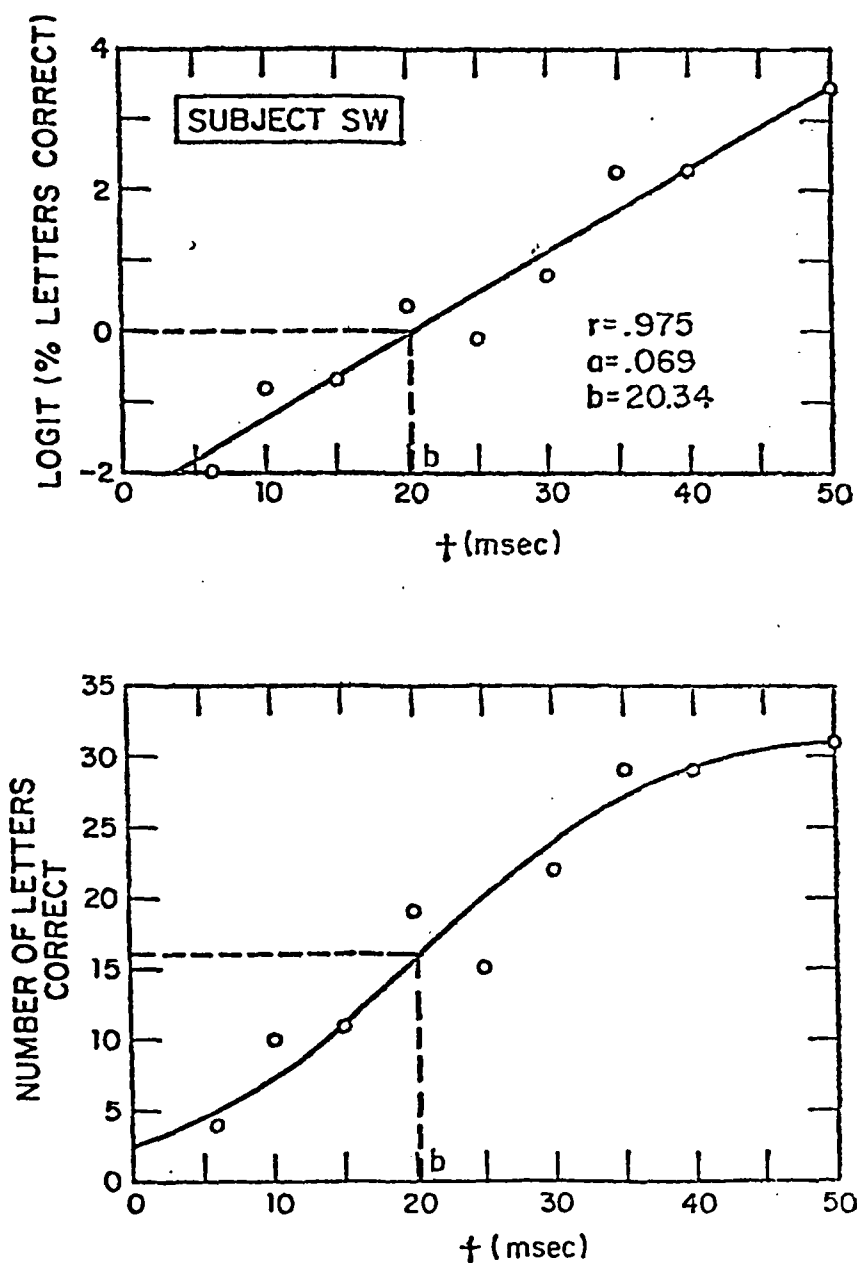 4
2
0
-2
LOGIT (% LETTERS CORRECT)
SUBJECT SW
r=.975
a=.069
b=20.34
b
0 10 20 30 40 50
t (msec)
35
30
25
20
15
10
5
0
NUMBER OF LETTERS
CORRECT
b
0 10 20 30 40 50
t (msec)